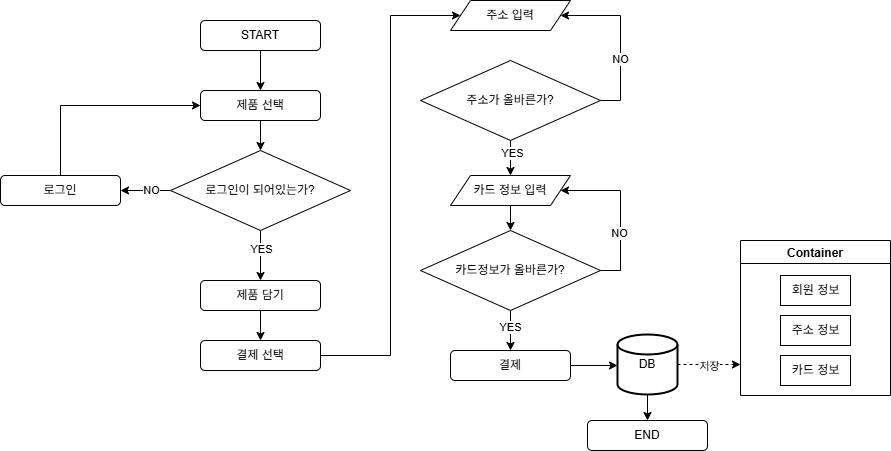 START
제품 선택
로그인이 되어있는가?
NO
로그인
YES
제품 담기
결제 선택
주소 입력
주소가 올바른가?
NO
YES
카드 정보 입력
카드정보가 올바른가?
NO
YES
결제
DB
저장
Container
회원 정보
주소 정보
카드 정보
END